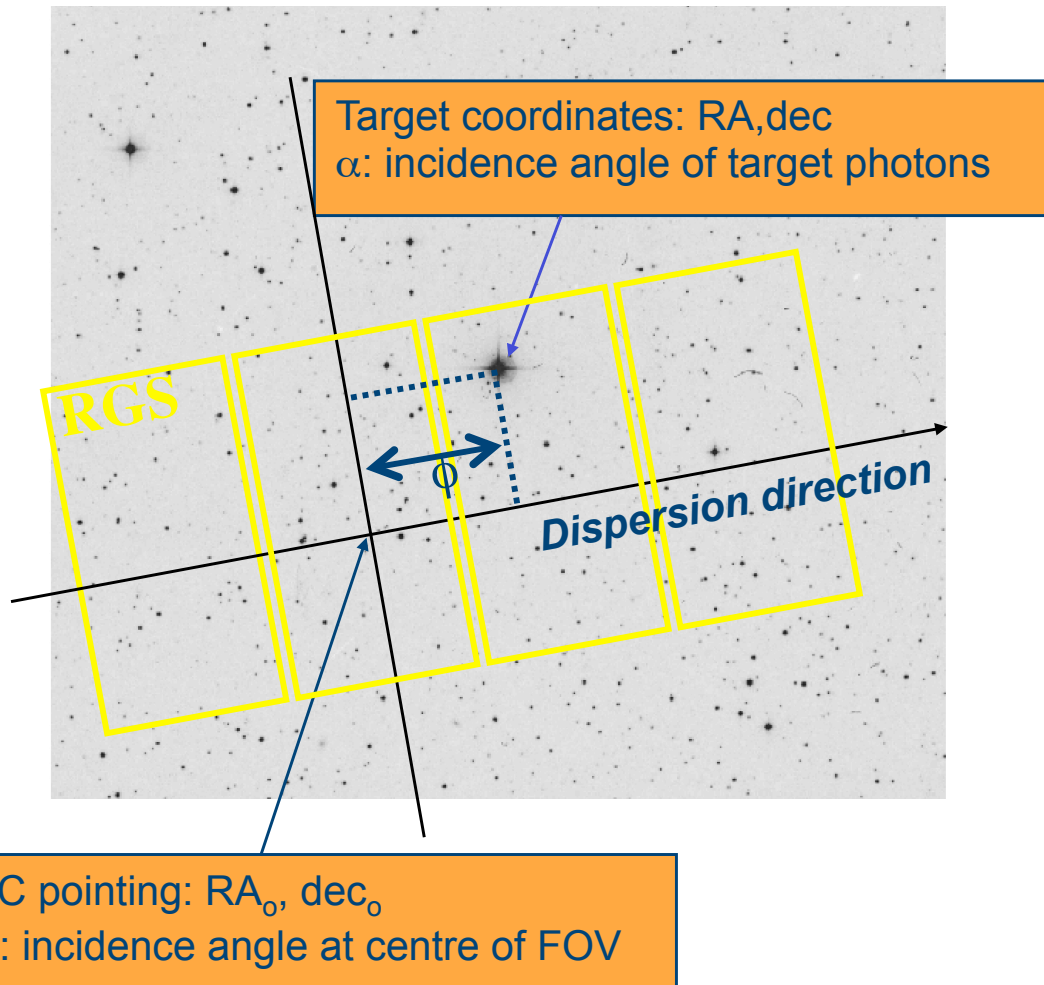 Target coordinates: RA,dec
α: incidence angle of target photons
RGS
φ
Dispersion direction
C pointing: RAₒ, decₒ
: incidence angle at centre of FOV